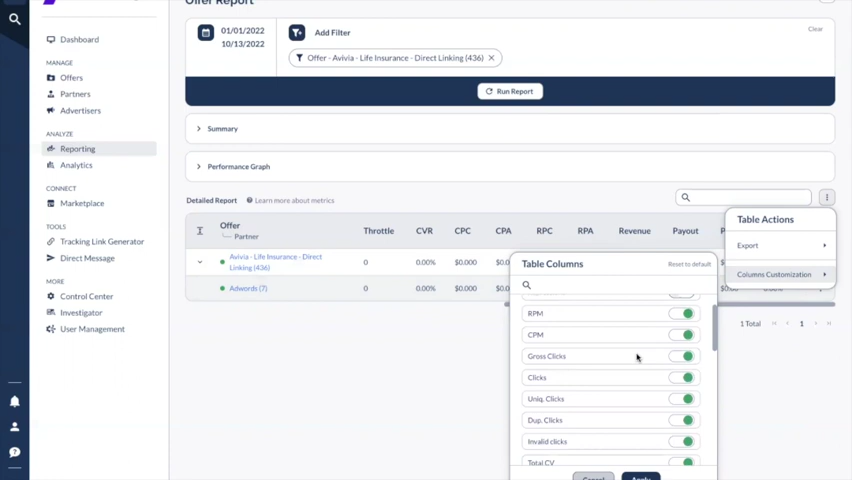 Offer Report
01/01/2022
10/13/2022
Add Filter
Clear
Offer - Avivia - Life Insurance - Direct Linking (436)
Run Report
Dashboard
MANAGE
Offers
Partners
Advertisers
ANALYZE
Reporting
Analytics
CONNECT
Marketplace
TOOLS
Tracking Link Generator
Direct Message
MORE
Control Center
Investigator
User Management
Summary
Performance Graph
Detailed Report
Learn more about metrics
Offer
Partner
Throttle CVR CPC CPA RPC RPA Revenue Payout
Avivia - Life Insurance - Direct
Linking (436)
0 0.00% $0.000
Adwords (7) 0 0.00% $0.000
Table Actions
Export
Columns Customization
Table Columns
Reset to default
RPM
CPM
Gross Clicks
Clicks
Uniq. Clicks
Dup. Clicks
Invalid clicks
Total CV
Cancel
Apply
1 Total
1